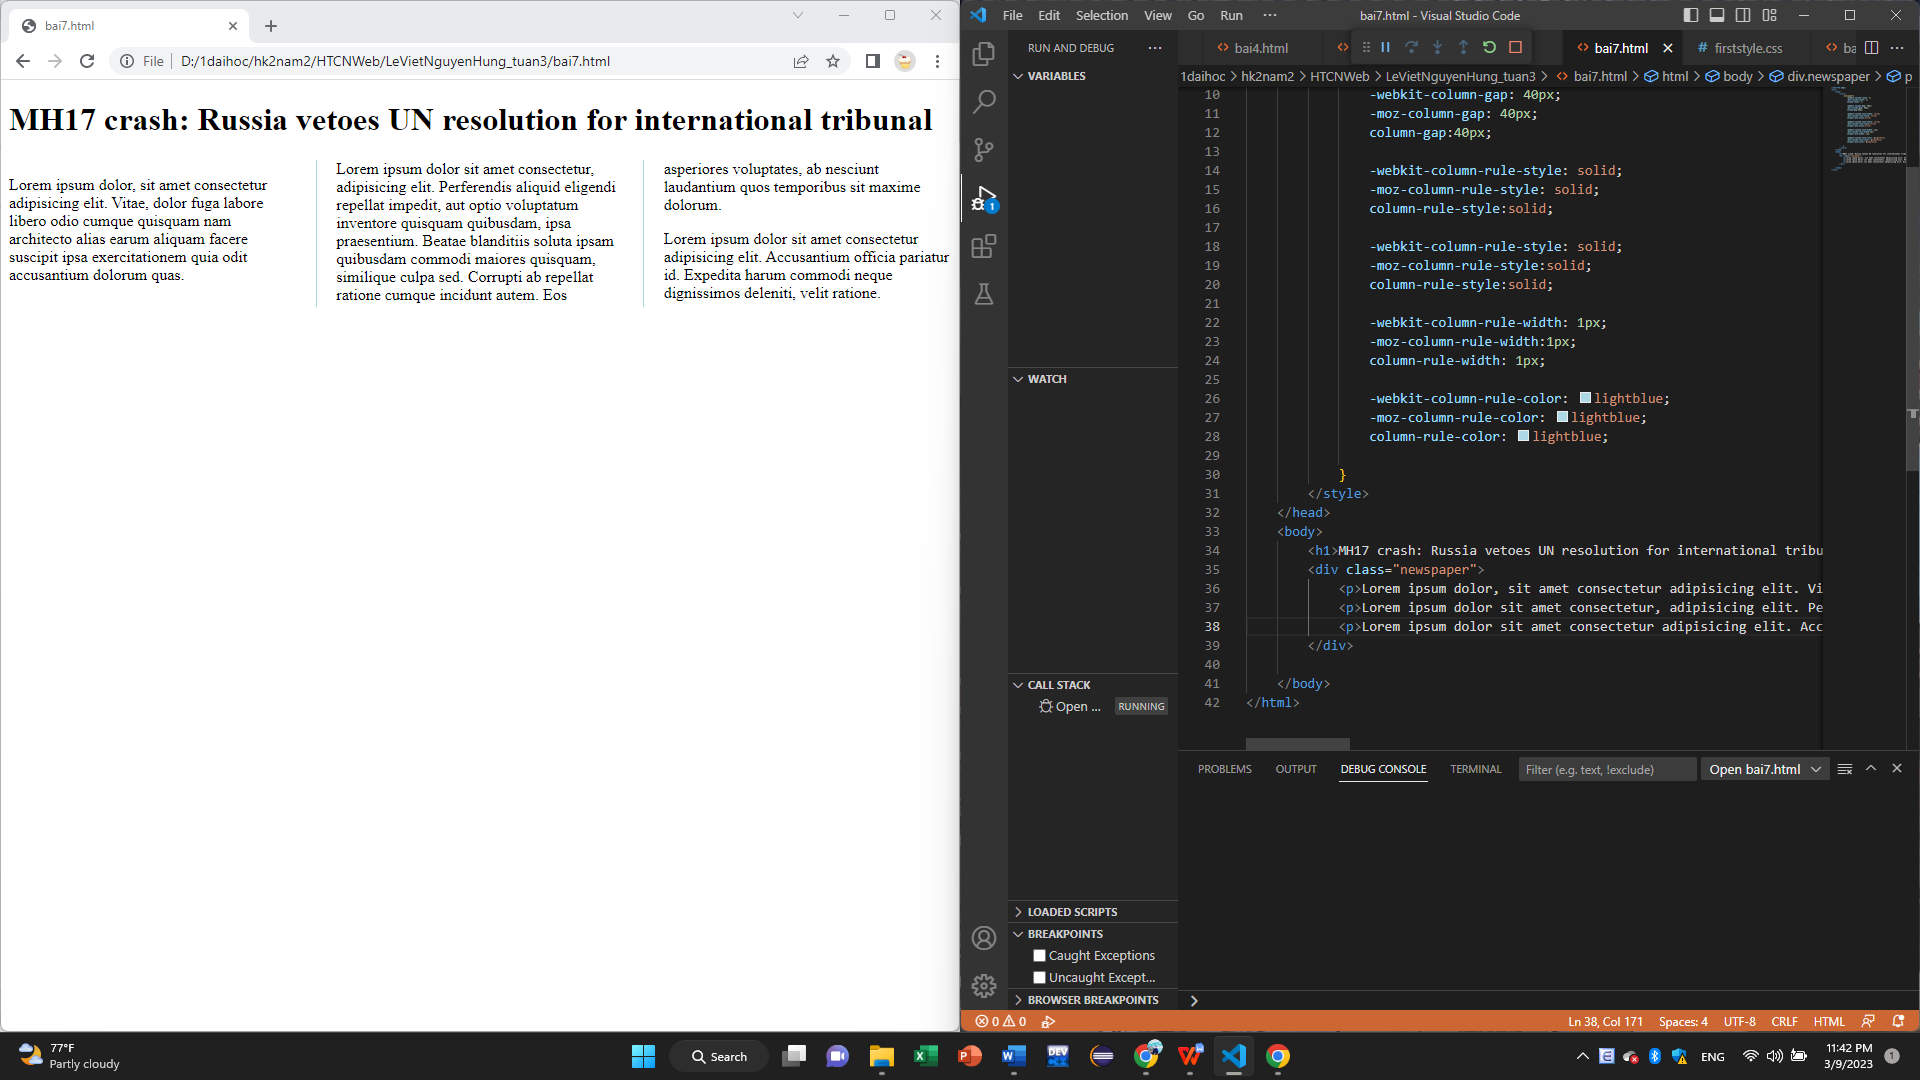 bai7.html
File
D:/1daihoc/hk2nam2/HTCNWeb/LeVietNguyenHung_tuan3/bai7.html
MH17 crash: Russia vetoes UN resolution for international tribunal
Lorem ipsum dolor, sit amet consectetur
adipisicing elit. Vitae, dolor fuga labore
libero odio cumque quisquam nam
architecto alias earum aliquam facere
suscipit ipsa exercitationem quia odit
accusantium dolorum quas.
Lorem ipsum dolor sit amet consectetur,
adipisicing elit. Perferendis aliquid eligendi
repellat impedit, aut optio voluptatum
inventore quisquam quibusdam, ipsa
praesentium. Beatae blanditiis soluta ipsam
quibusdam commodi maiores quisquam,
similique culpa sed. Corrupti ab repellat
ratione cumque incidunt autem. Eos
asperiores voluptates, ab nesciunt
laudantium quos temporibus sit maxime
dolorum.
Lorem ipsum dolor sit amet consectetur
adipisicing elit. Accusantium officia pariatur
id. Expedita harum commodi neque
dignissimos deleniti, velit ratione.
File Edit Selection View Go Run ··· bai7.html - Visual Studio Code
RUN AND DEBUG ···
VARIABLES
WATCH
CALL STACK
Open ... RUNNING
LOADED SCRIPTS
BREAKPOINTS
Caught Exceptions
Uncaught Except...
BROWSER BREAKPOINTS
1
bai4.html bai7.html firststyle.css ba ···
1daihoc > hk2nam2 > HTCNWeb > LeVietNguyenHung_tuan3 > bai7.html > html > body > div.newspaper > p
10 -webkit-column-gap: 40px;
11 -moz-column-gap: 40px;
12 column-gap:40px;
13
14 -webkit-column-rule-style: solid;
15 -moz-column-rule-style: solid;
16 column-rule-style:solid;
17
18 -webkit-column-rule-style: solid;
19 -moz-column-rule-style:solid;
20 column-rule-style:solid;
21
22 -webkit-column-rule-width: 1px;
23 -moz-column-rule-width:1px;
24 column-rule-width: 1px;
25
26 -webkit-column-rule-color: lightblue;
27 -moz-column-rule-color: lightblue;
28 column-rule-color: lightblue;
29
30 }
31 </style>
32 </head>
33 <body>
34 <h1>MH17 crash: Russia vetoes UN resolution for international tribu
35 <div class="newspaper">
36 <p>Lorem ipsum dolor, sit amet consectetur adipisicing elit. Vi
37 <p>Lorem ipsum dolor sit amet consectetur, adipisicing elit. Pe
38 <p>Lorem ipsum dolor sit amet consectetur adipisicing elit. Acc
39 </div>
40
41 </body>
42 </html>
PROBLEMS OUTPUT DEBUG CONSOLE TERMINAL Filter (e.g. text, !exclude) Open bai7.html
0 0 Ln 38, Col 171 Spaces: 4 UTF-8 CRLF HTML
77°F
Partly cloudy
Search
DEV
C++
ENG
11:42 PM
3/9/2023
1